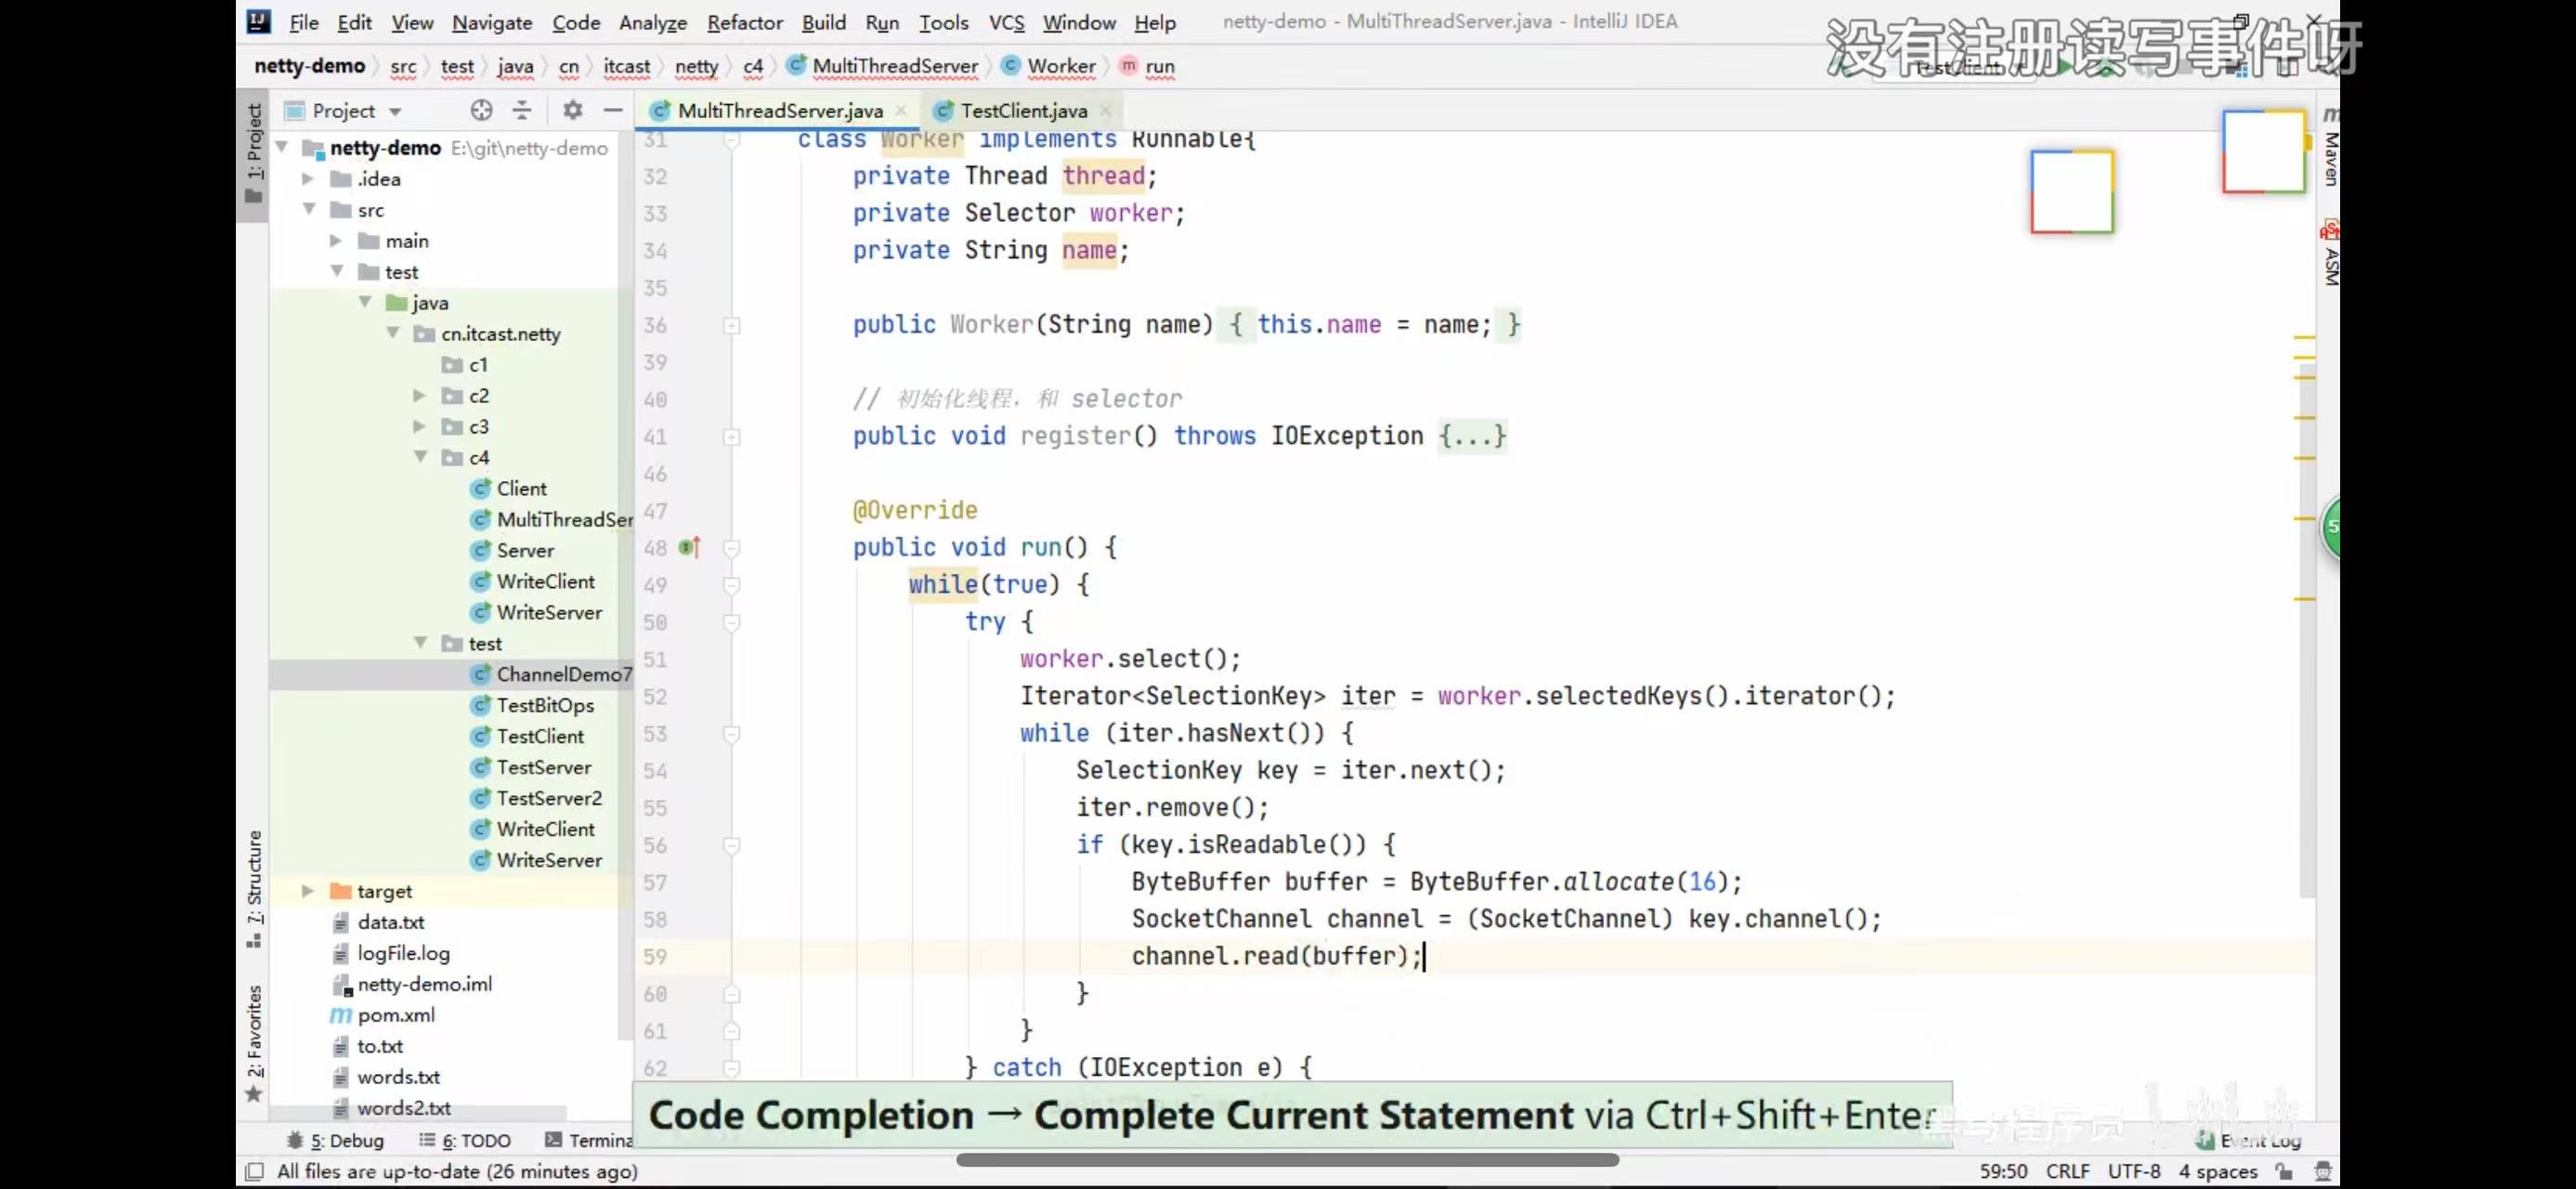 File Edit View Navigate Code Analyze Refactor Build Run Tools VCS Window Help netty-demo - MultiThreadServer.java - IntelliJ IDEA
没有注册读写事件呀
netty-demo src test java cn itcast netty c4 MultiThreadServer Worker run TestClient
1: Project
Project
MultiThreadServer.java
TestClient.java
netty-demo E:\git\netty-demo
.idea
src
main
test
java
cn.itcast.netty
c1
c2
c3
c4
Client
MultiThreadSer
Server
WriteClient
WriteServer
test
ChannelDemo7
TestBitOps
TestClient
TestServer
TestServer2
WriteClient
WriteServer
target
data.txt
logFile.log
netty-demo.iml
pom.xml
to.txt
words.txt
words2.txt
7: Structure
2: Favorites
31 class Worker implements Runnable{
32 private Thread thread;
33 private Selector worker;
34 private String name;
35
36 public Worker(String name) { this.name = name; }
39
40 // 初始化线程，和 selector
41 public void register() throws IOException {...}
46
47 @Override
48 public void run() {
49 while(true) {
50 try {
51 worker.select();
52 Iterator<SelectionKey> iter = worker.selectedKeys().iterator();
53 while (iter.hasNext()) {
54 SelectionKey key = iter.next();
55 iter.remove();
56 if (key.isReadable()) {
57 ByteBuffer buffer = ByteBuffer.allocate(16);
58 SocketChannel channel = (SocketChannel) key.channel();
59 channel.read(buffer);
60 }
61 }
62 } catch (IOException e) {
Maven
ASM
5
Code Completion → Complete Current Statement via Ctrl+Shift+Enter
5: Debug 6: TODO Termina
Event Log
All files are up-to-date (26 minutes ago)
59:50 CRLF UTF-8 4 spaces